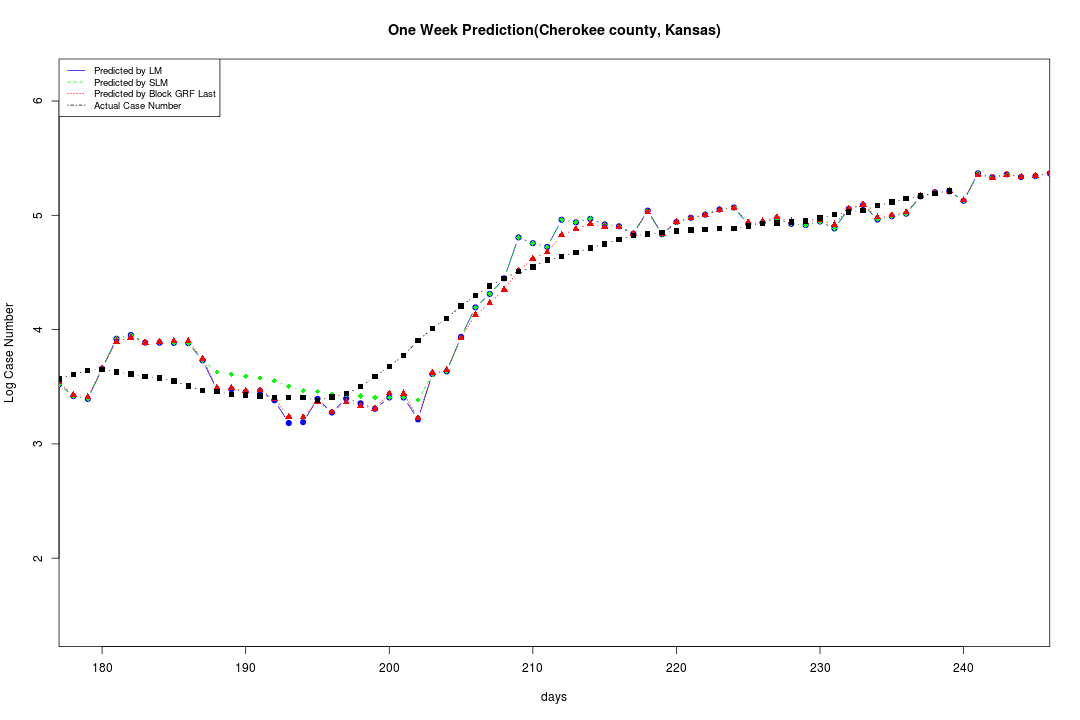 One Week Prediction(Cherokee county, Kansas)
Predicted by LM
Predicted by SLM
Predicted by Block GRF Last
Actual Case Number
6
5
4
3
2
Log Case Number
180 190 200 210 220 230 240
days